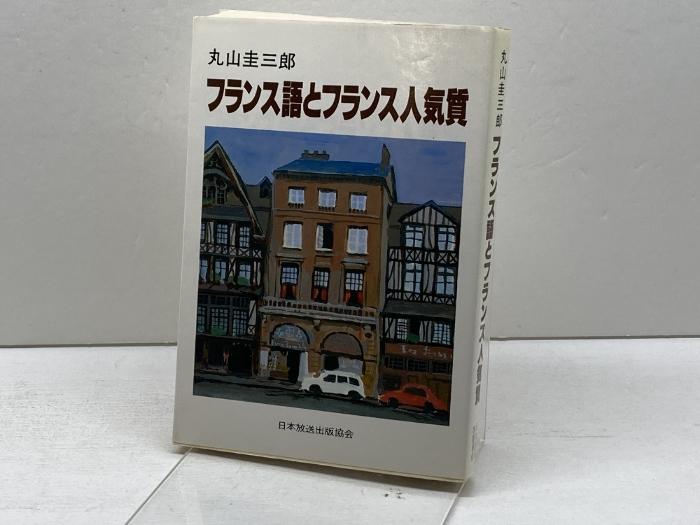 丸山圭三郎
フランス語とフランス人気質
日本放送出版協会
丸山圭三郎 フランス語とフランス人気質